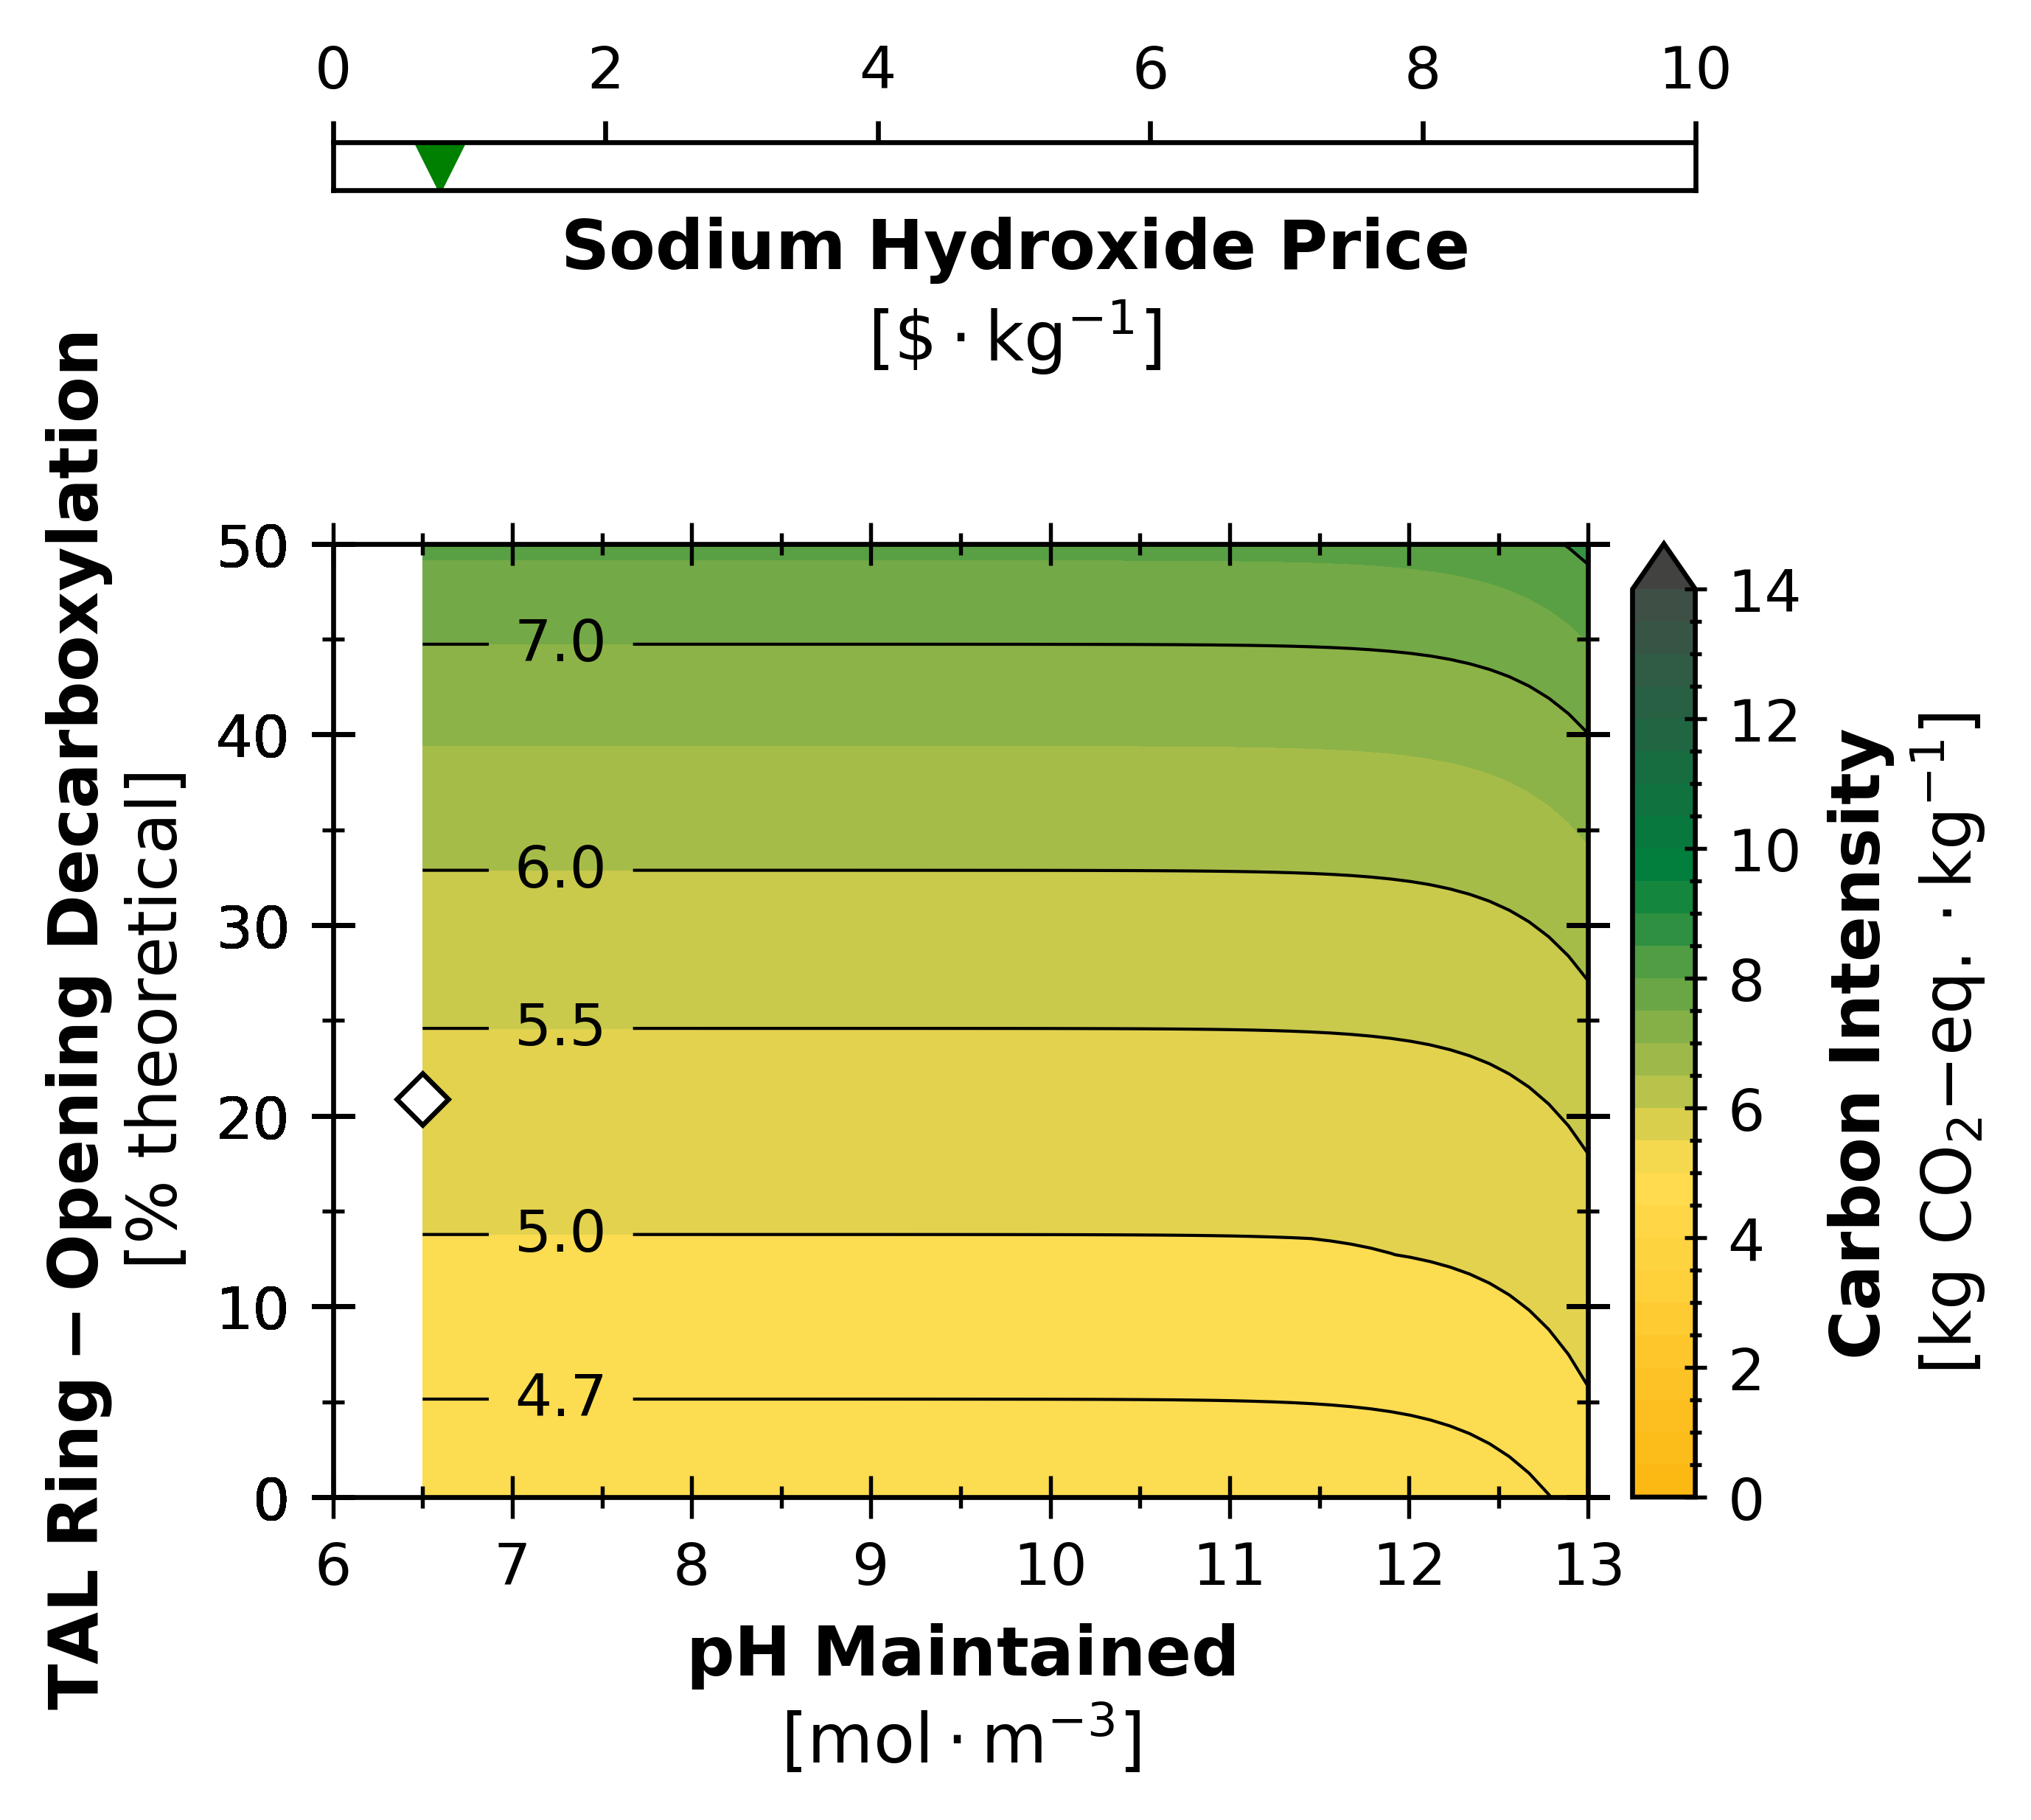 0 2 4 6 8 10
Sodium Hydroxide Price
[$ · kg⁻¹]
TAL Ring − Opening Decarboxylation
[% theoretical]
50
40
30
20
10
0
7.0
6.0
5.5
5.0
4.7
6 7 8 9 10 11 12 13
pH Maintained
[mol · m⁻³]
14
12
10
8
6
4
2
0
Carbon Intensity
[kg CO₂−eq. · kg⁻¹]